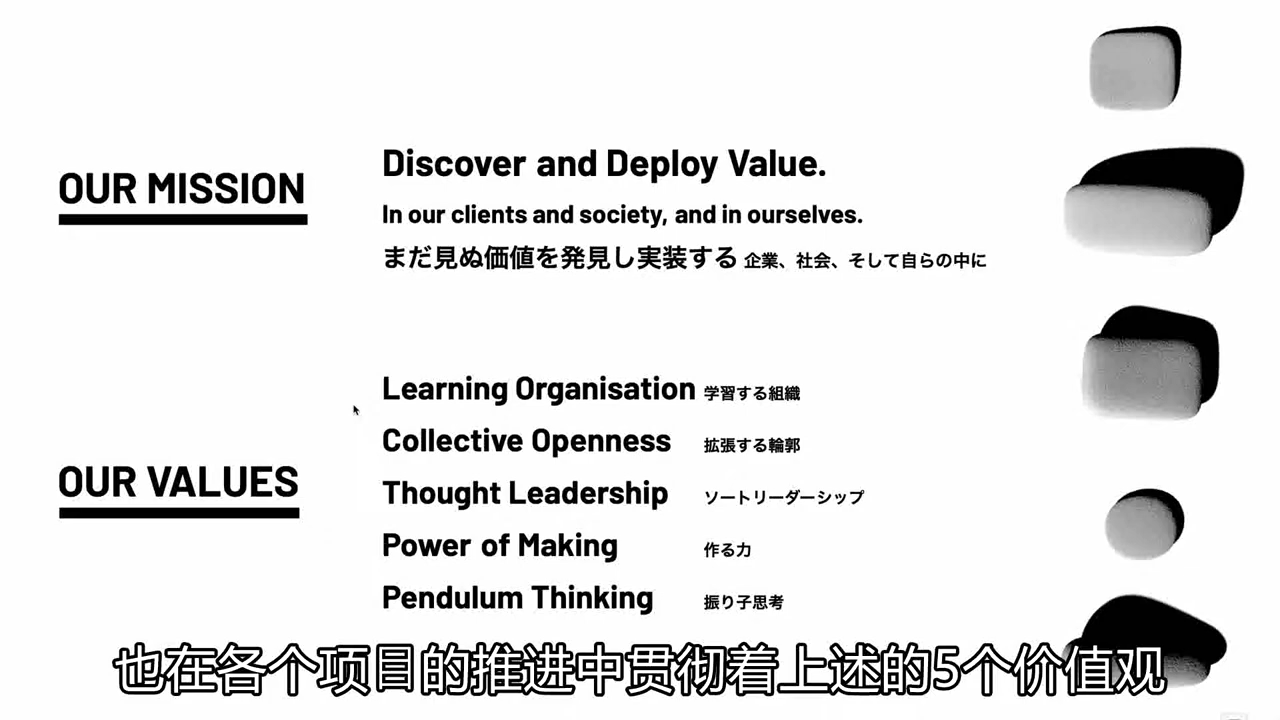 OUR MISSION
Discover and Deploy Value.
In our clients and society, and in ourselves.
まだ見ぬ価値を発見し実装する 企業、社会、そして自らの中に
OUR VALUES
Learning Organisation 学習する組織
Collective Openness 拡張する輪郭
Thought Leadership ソートリーダーシップ
Power of Making 作る力
Pendulum Thinking 振り子思考
也在各个项目的推进中贯彻着上述的5个价值观